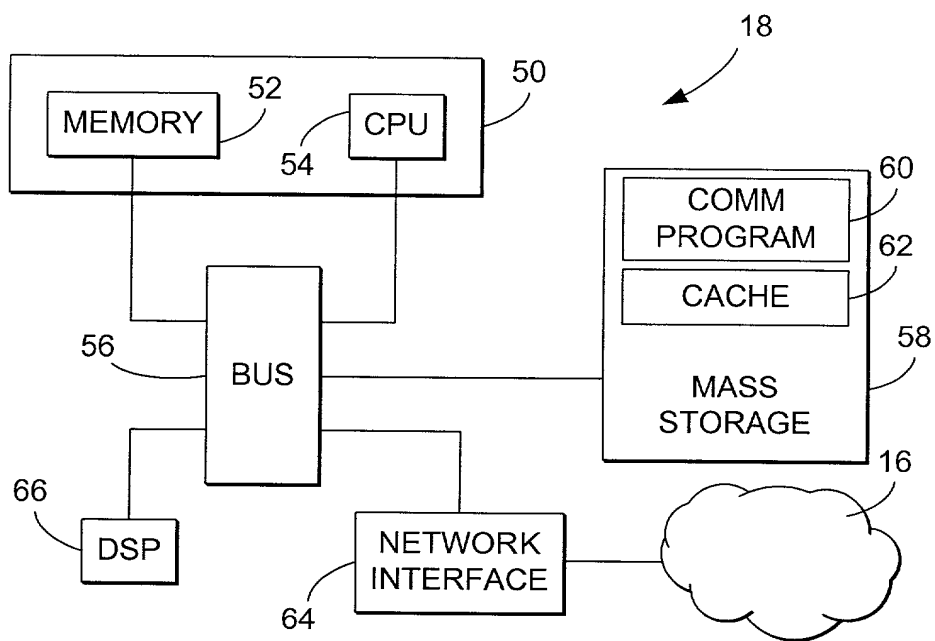 18
50
52
MEMORY
CPU
54
60
COMM
PROGRAM
62
CACHE
56
BUS
58
MASS
STORAGE
16
66
DSP
NETWORK
INTERFACE
64